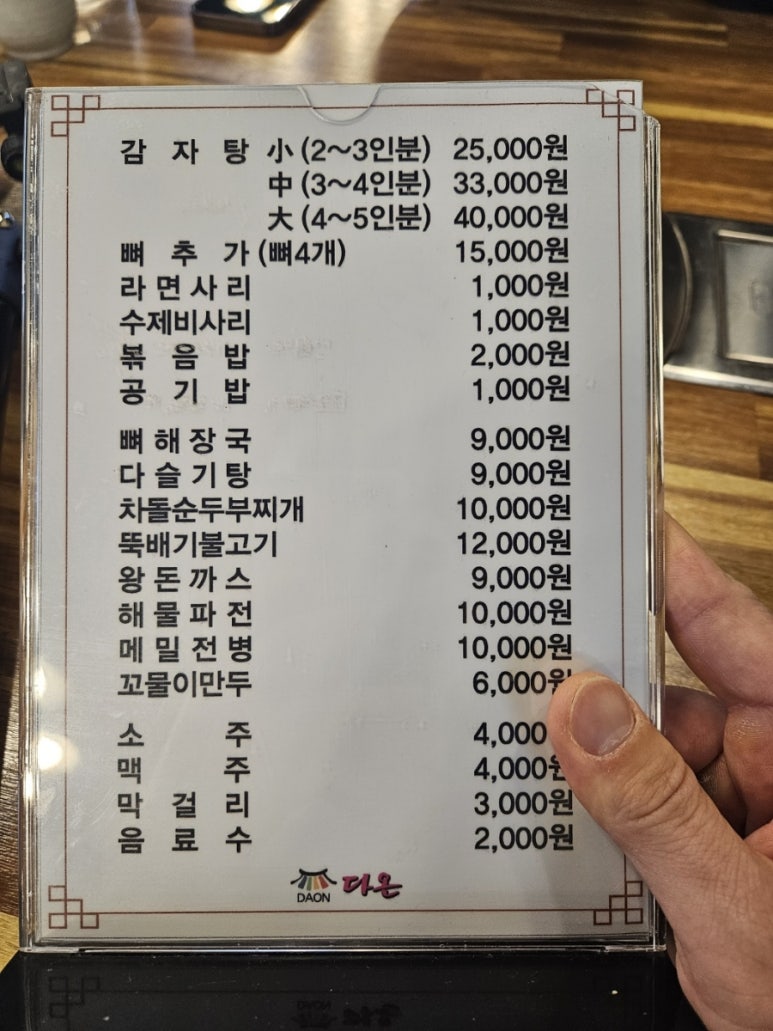 감 자 탕 小 (2~3인분) 25,000원
中 (3~4인분) 33,000원
大 (4~5인분) 40,000원
뼈 추 가 (뼈4개) 15,000원
라 면 사 리 1,000원
수제비사리 1,000원
볶 음 밥 2,000원
공 기 밥 1,000원
뼈 해 장 국 9,000원
다 슬 기 탕 9,000원
차돌순두부찌개 10,000원
뚝배기불고기 12,000원
왕 돈 까 스 9,000원
해 물 파 전 10,000원
메 밀 전 병 10,000원
꼬물이만두 6,000원
소 주 4,000
맥 주 4,000원
막 걸 리 3,000원
음 료 수 2,000원
DAON 다온